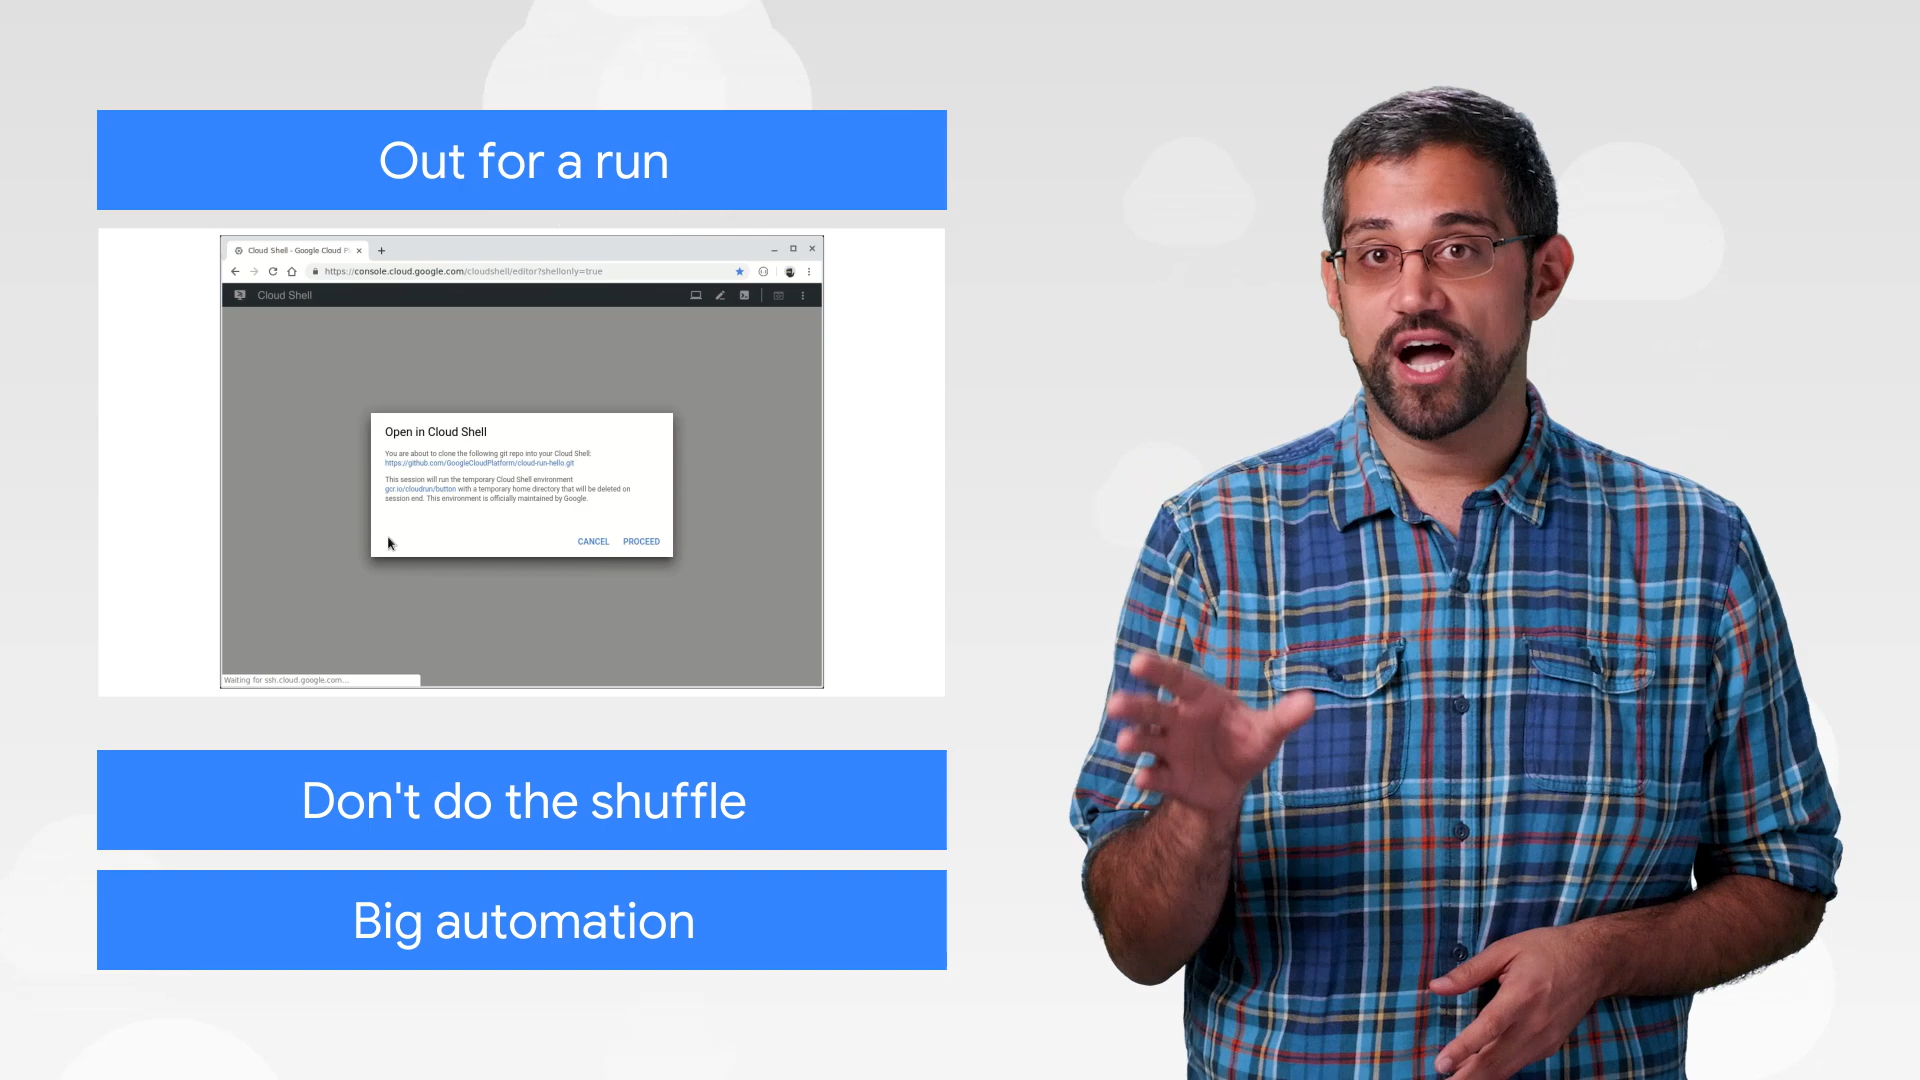 Out for a run
Cloud Shell - Google Cloud Pl
https://console.cloud.google.com/cloudshell/editor?shellonly=true
Cloud Shell
Open in Cloud Shell
You are about to clone the following git repo into your Cloud Shell:
https://github.com/GoogleCloudPlatform/cloud-run-hello.git
This session will run the temporary Cloud Shell environment
gcr.io/cloudrun/button with a temporary home directory that will be deleted on
session end. This environment is officially maintained by Google.
CANCEL PROCEED
Waiting for ssh.cloud.google.com...
Don't do the shuffle
Big automation